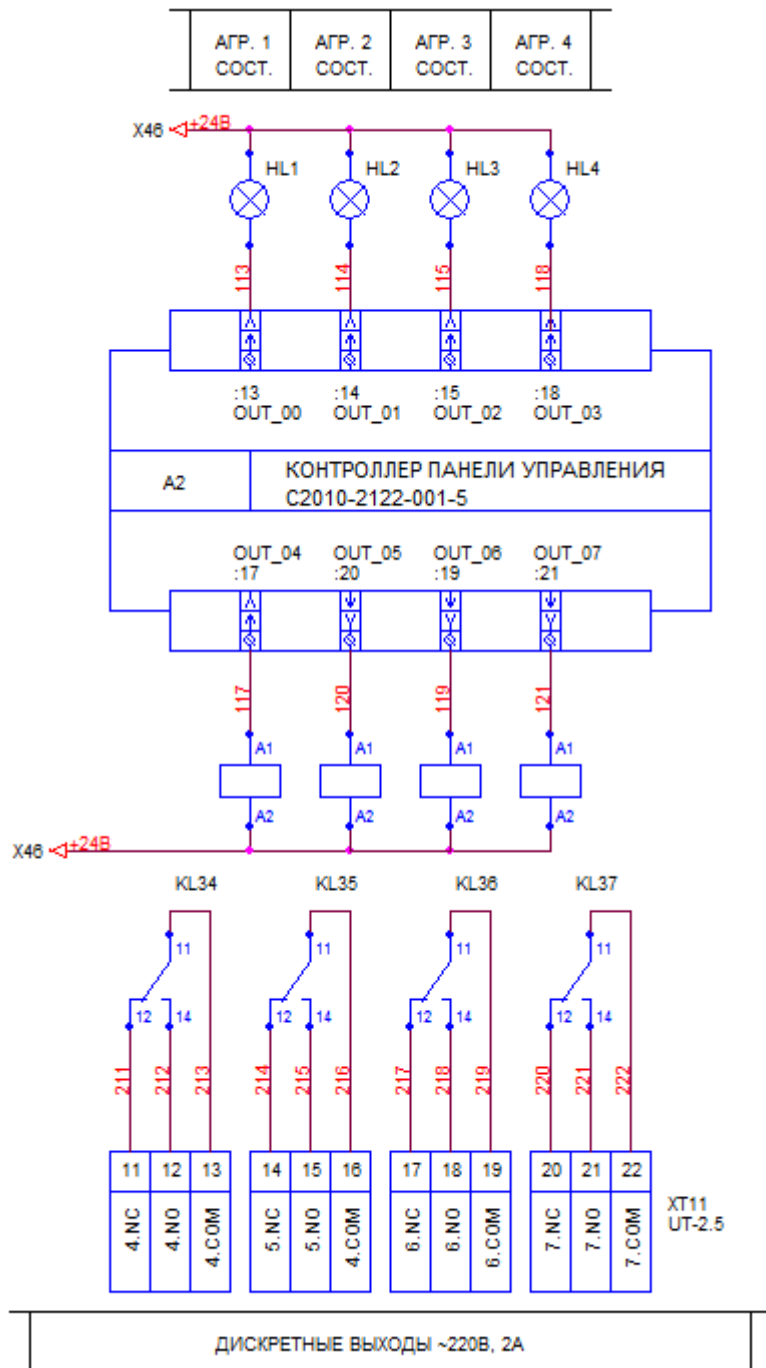 АГР. 1 АГР. 2 АГР. 3 АГР. 4
СОСТ. СОСТ. СОСТ. СОСТ.
X46 +24В
HL1 HL2 HL3 HL4
113 114 115 118
:13 :14 :15 :18
OUT_00 OUT_01 OUT_02 OUT_03
A2 КОНТРОЛЛЕР ПАНЕЛИ УПРАВЛЕНИЯ
C2010-2122-001-5
OUT_04 OUT_05 OUT_06 OUT_07
:17 :20 :19 :21
117 120 119 121
A1 A1 A1 A1
A2 A2 A2 A2
X46 +24В
KL34 KL35 KL36 KL37
11 11 11 11
12 14 12 14 12 14 12 14
211 212 213 214 215 216 217 218 219 220 221 222
11 12 13 14 15 16 17 18 19 20 21 22
4.NC 4.NO 4.COM 5.NC 5.NO 4.COM 6.NC 6.NO 6.COM 7.NC 7.NO 7.COM
XT11
UT-2.5
ДИСКРЕТНЫЕ ВЫХОДЫ ~220В, 2А